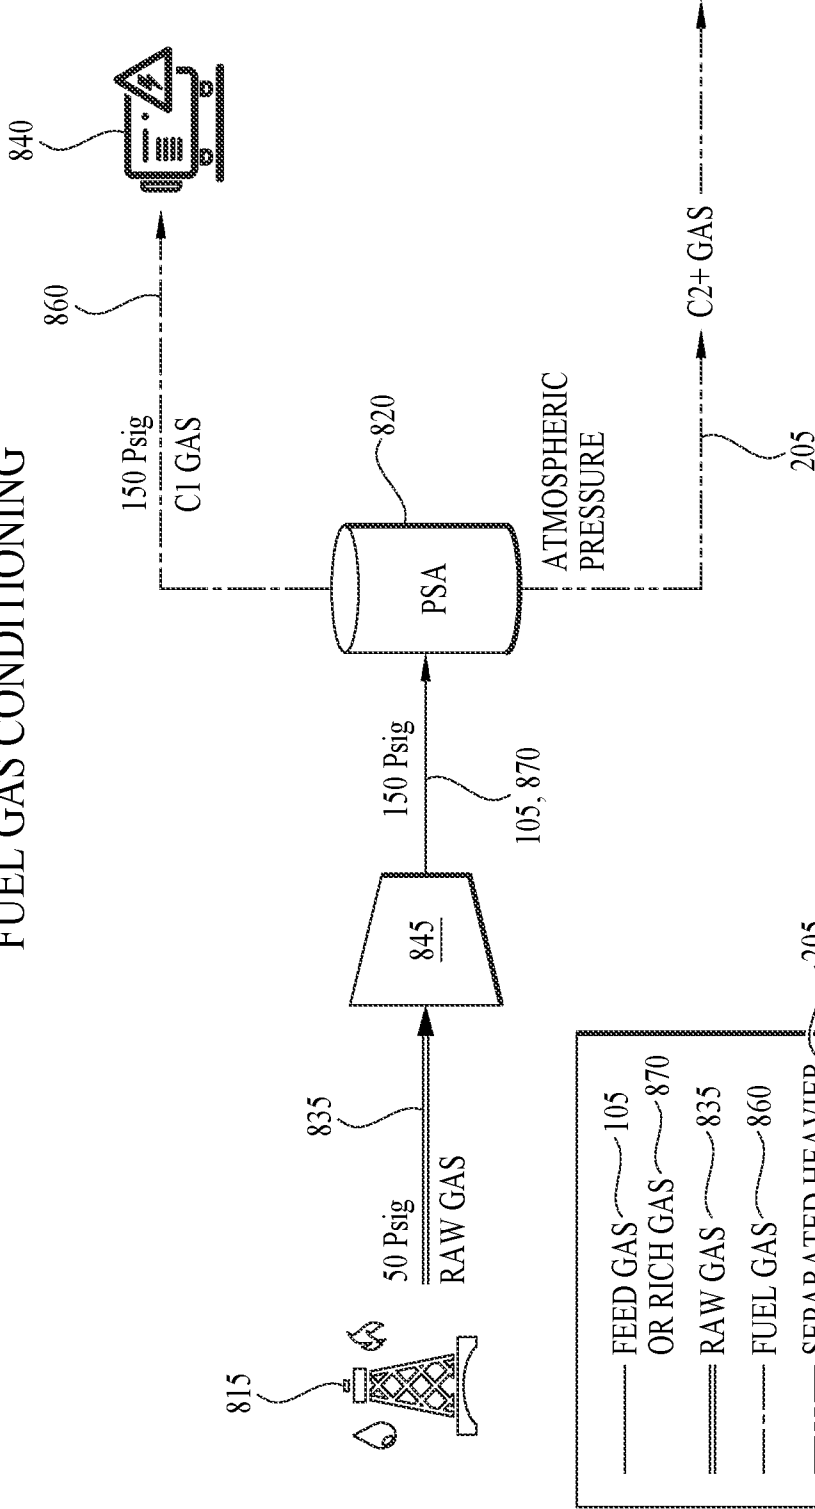 FUEL GAS CONDITIONING
840
860
150 Psig
C1 GAS
820
PSA
ATMOSPHERIC
PRESSURE
C2+ GAS
205
150 Psig
105, 870
845
835
50 Psig
RAW GAS
815
FEED GAS 105
OR RICH GAS 870
RAW GAS 835
FUEL GAS 860
SEPARATED HEAVIER 205